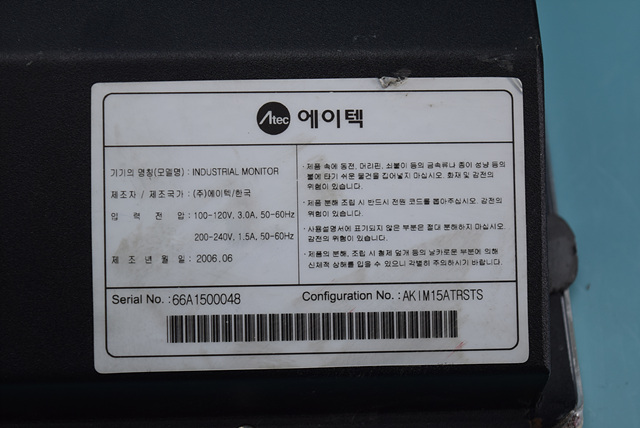 Atec 에이텍
기기의 명칭(모델명) : INDUSTRIAL MONITOR
제조자 / 제조국가 : (주)에이텍/한국
입 력 전 압 : 100-120V, 3.0A, 50-60Hz
200-240V, 1.5A, 50-60Hz
제 조 년 월 일 : 2006.06
· 제품 속에 동전, 머리핀, 쇠붙이 등의 금속류나 종이 성냥 등의
불에 타기 쉬운 물건을 집어넣지 마십시오. 화재 및 감전의
위험이 있습니다.
· 제품 분해 조립 시 반드시 전원 코드를 뽑아주십시오. 감전의
위험이 있습니다.
· 사용설명서에 표기되지 않은 부분은 절대 분해하지 마십시오.
감전의 위험이 있습니다.
· 제품의 분해, 조립 시 철제 덮개 등의 날카로운 부분에 의해
신체적 상해를 입을 수 있으니 각별히 주의하시기 바랍니다.
Serial No. : 66A1500048
Configuration No. : AKIM15ATRSTS